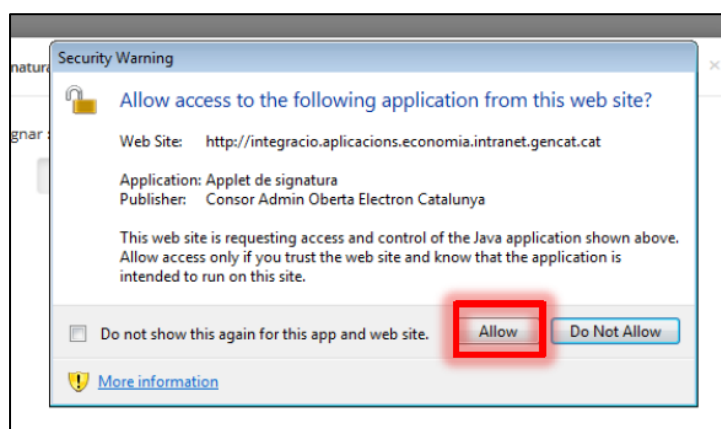 Security Warning
natura
Allow access to the following application from this web site?
gnar s
Web Site: http://integracio.aplicacions.economia.intranet.gencat.cat
Application: Applet de signatura
Publisher: Consor Admin Oberta Electron Catalunya
This web site is requesting access and control of the Java application shown above.
Allow access only if you trust the web site and know that the application is
intended to run on this site.
Do not show this again for this app and web site. Allow Do Not Allow
More information